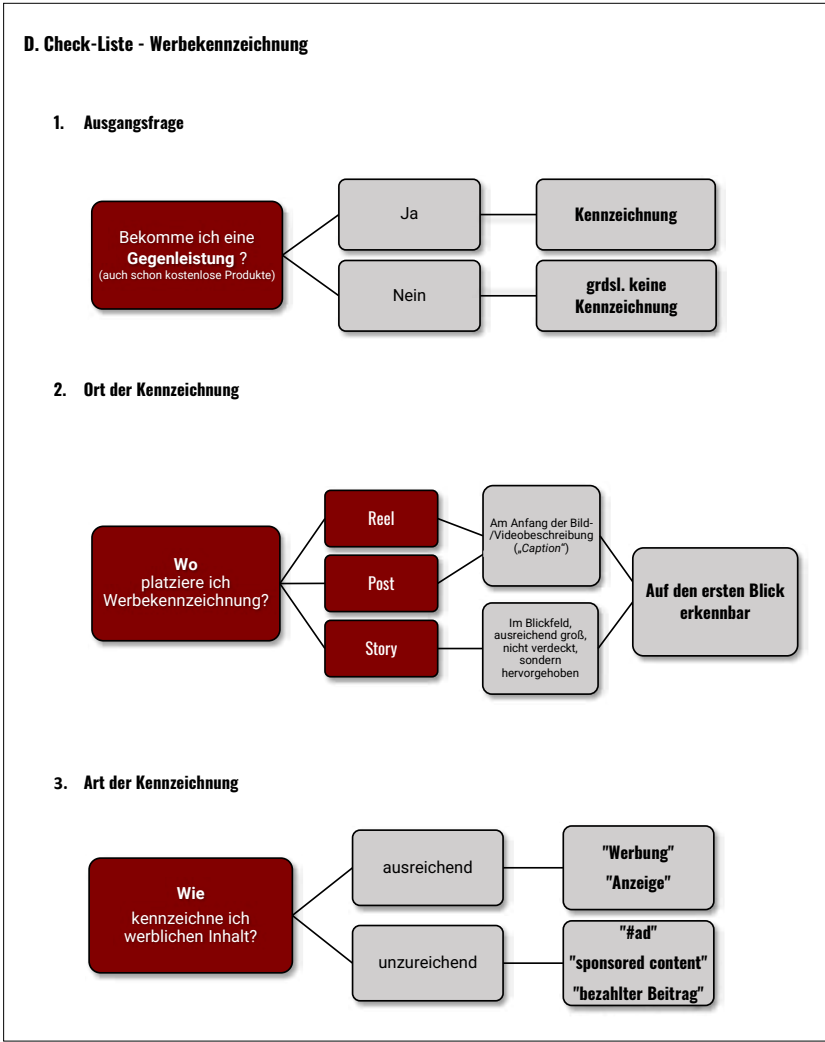 D. Check-Liste - Werbekennzeichnung
1. Ausgangsfrage
Bekomme ich eine
Gegenleistung ?
(auch schon kostenlose Produkte)
Ja
Kennzeichnung
Nein
grdsl. keine
Kennzeichnung
2. Ort der Kennzeichnung
Wo
platziere ich
Werbekennzeichnung?
Reel
Post
Story
Am Anfang der Bild-
/Videobeschreibung
(„Caption“)
Im Blickfeld,
ausreichend groß,
nicht verdeckt,
sondern
hervorgehoben
Auf den ersten Blick
erkennbar
3. Art der Kennzeichnung
Wie
kennzeichne ich
werblichen Inhalt?
ausreichend
"Werbung"
"Anzeige"
unzureichend
"#ad"
"sponsored content"
"bezahlter Beitrag"